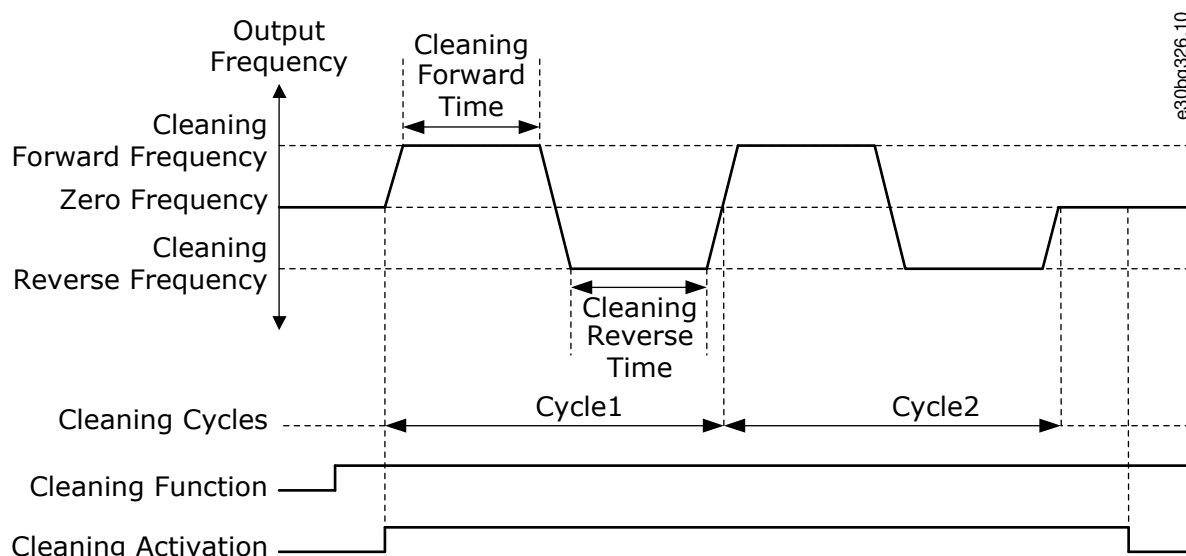 Output
Frequency
Cleaning
Forward
Time
e30bg326.10
Cleaning
Forward Frequency
Zero Frequency
Cleaning
Reverse Frequency
Cleaning
Reverse
Time
Cleaning Cycles
Cycle1
Cycle2
Cleaning Function
Cleaning Activation